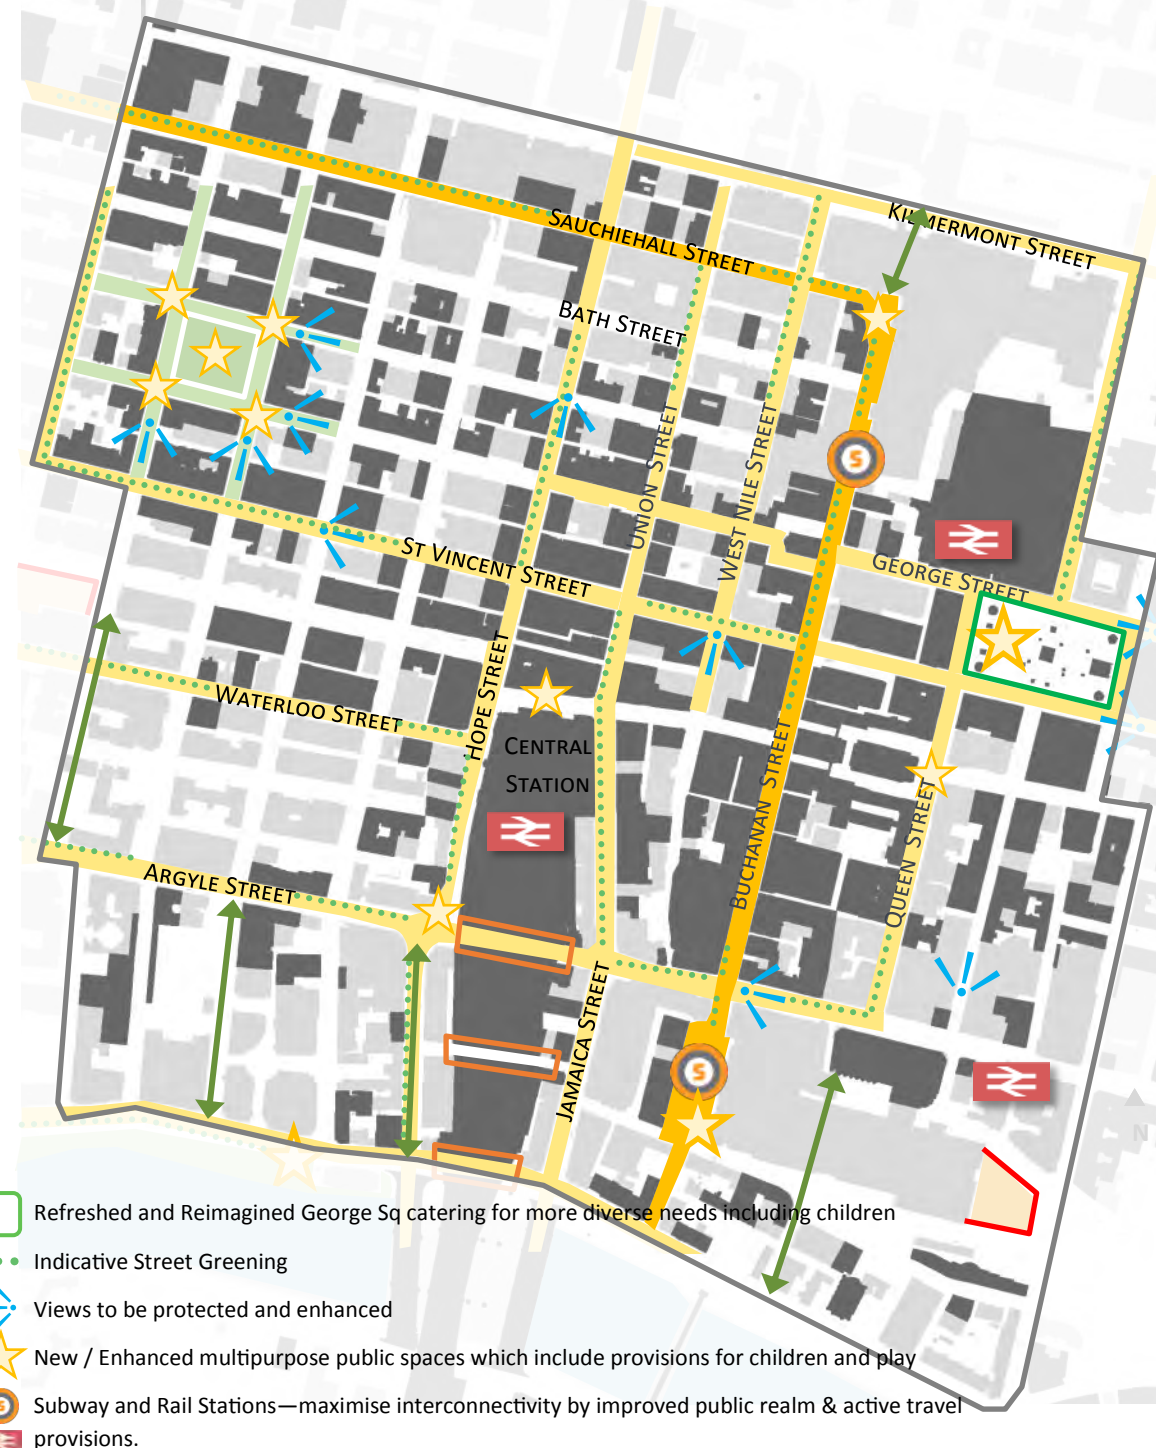 KILMERMONT STREET
SAUCHIEHALL STREET
BATH STREET
UNION STREET
WEST NILE STREET
S
ST VINCENT STREET
GEORGE STREET
HOPE STREET
WATERLOO STREET
CENTRAL
STATION
BUCHANAN STREET
QUEEN STREET
ARGYLE STREET
JAMAICA STREET
S
N
Refreshed and Reimagined George Sq catering for more diverse needs including children
Indicative Street Greening
Views to be protected and enhanced
New / Enhanced multipurpose public spaces which include provisions for children and play
S
Subway and Rail Stations—maximise interconnectivity by improved public realm & active travel
provisions.